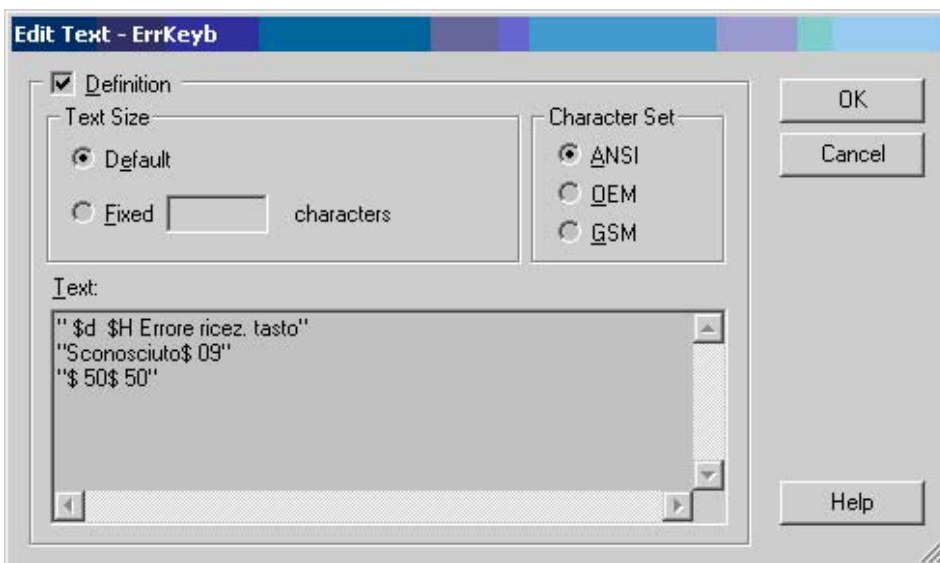 Edit Text - ErrKeyb
Definition
Text Size
Default
Fixed
characters
Character Set
ANSI
OEM
GSM
OK
Cancel
Text:
" $d  $H Errore ricez. tasto"
"Sconosciuto$ 09"
"$ 50$ 50"
Help